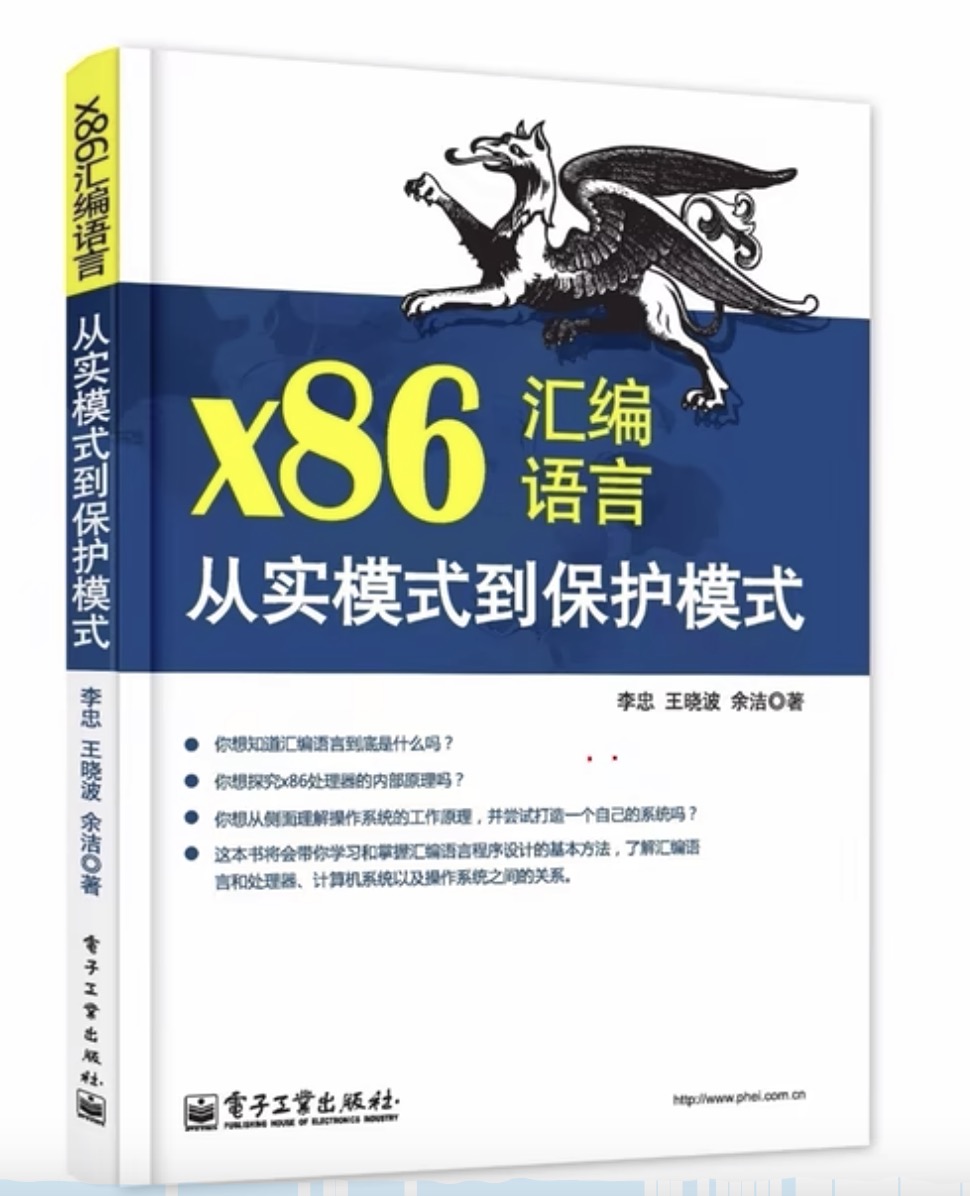 x86汇编语言
从实模式到保护模式
李忠 王晓波 余洁◎著
電子工業出版社.
x86 汇编
语言
从实模式到保护模式
李忠 王晓波 余洁◎著
● 你想知道汇编语言到底是什么吗？
● 你想探究x86处理器的内部原理吗？
● 你想从侧面理解操作系统的工作原理，并尝试打造一个自己的系统吗？
● 这本书将会带你学习和掌握汇编语言程序设计的基本方法，了解汇编语
言和处理器、计算机系统以及操作系统之间的关系。
電子工業出版社.
PUBLISHING HOUSE OF ELECTRONICS INDUSTRY
http://www.phei.com.cn